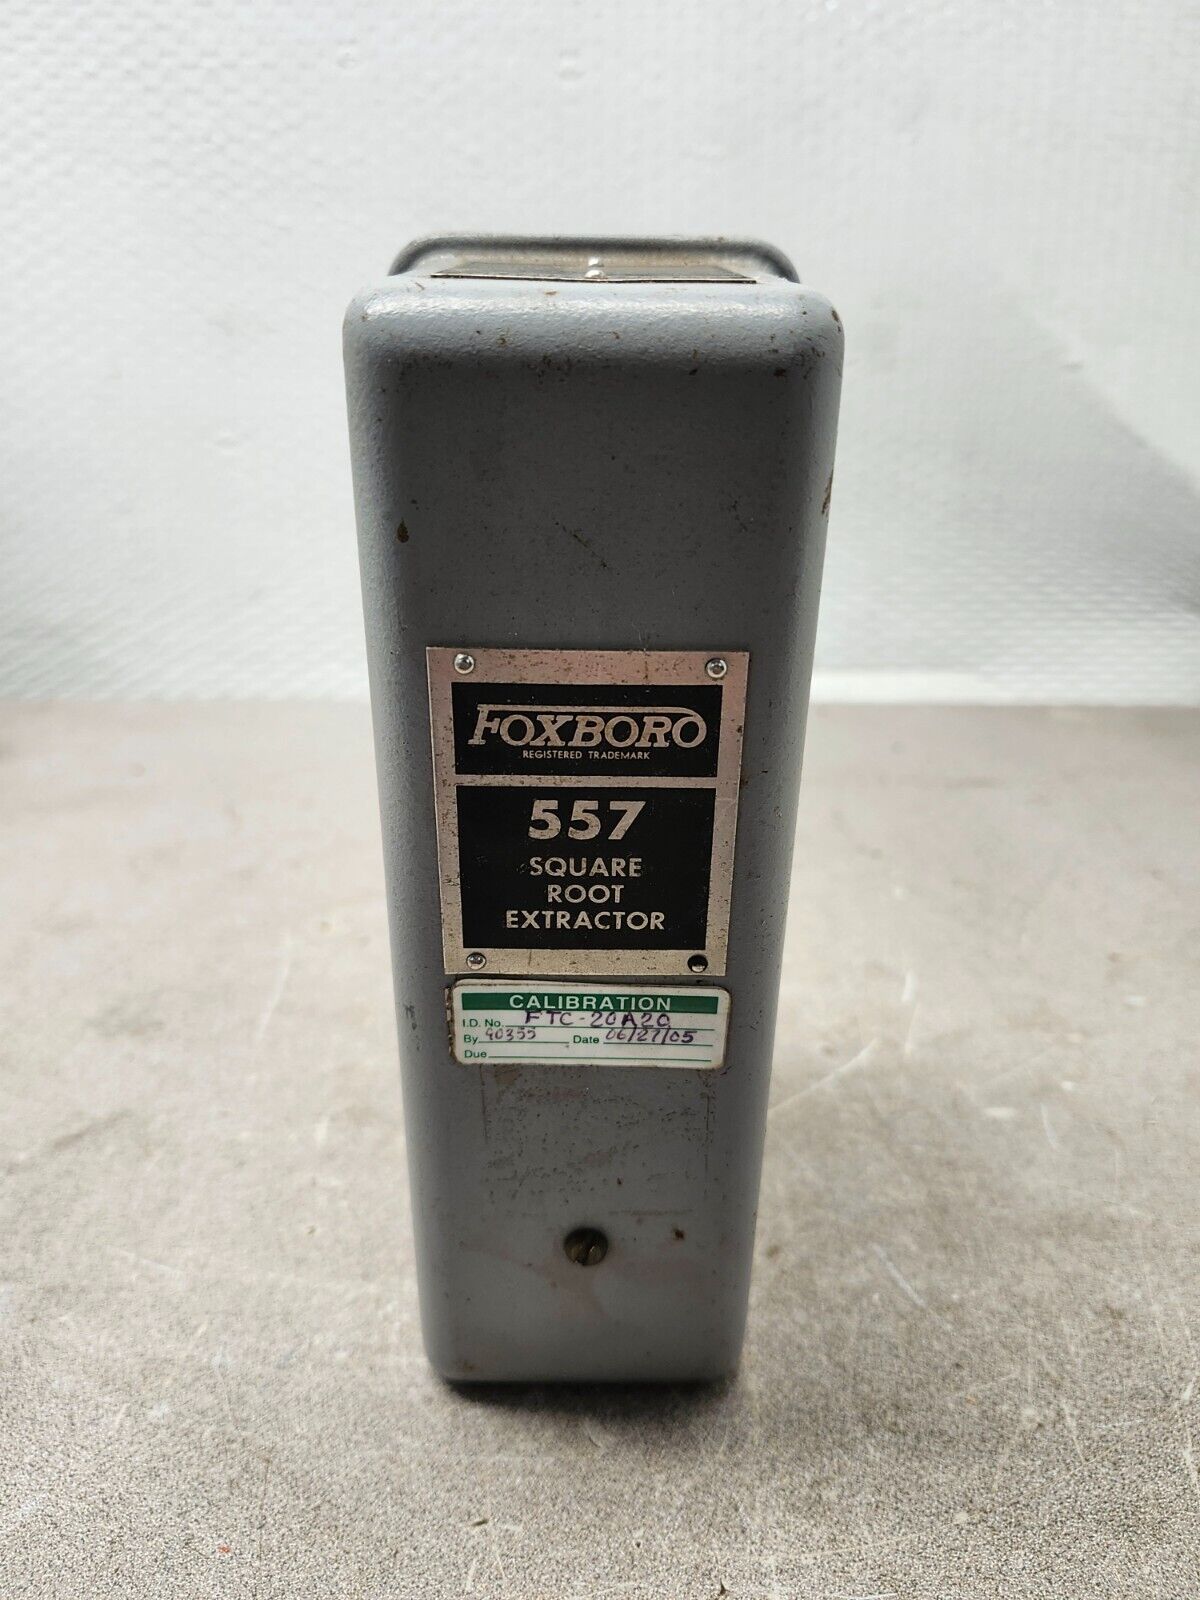 FOXBORO
REGISTERED TRADEMARK
557
SQUARE
ROOT
EXTRACTOR
CALIBRATION
I.D. No. FTC-20A20
By 40355 Date 06/27/05
Due